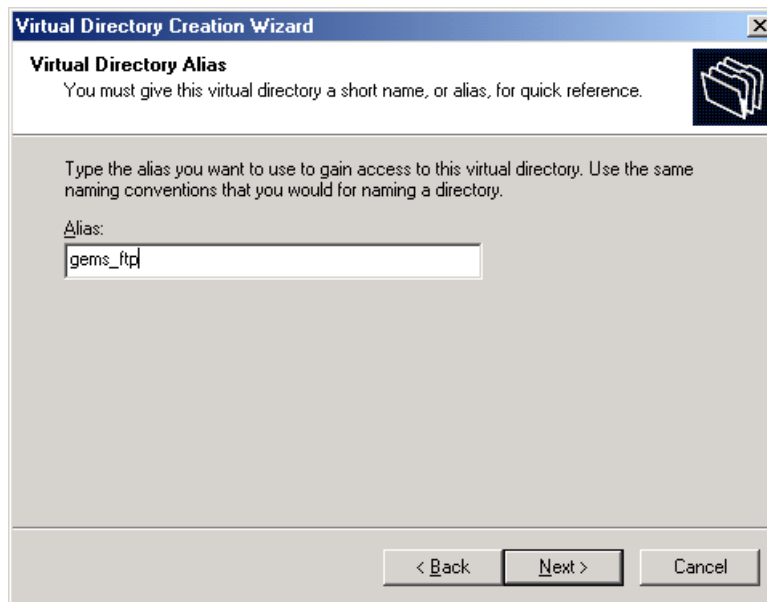 Virtual Directory Creation Wizard
Virtual Directory Alias
You must give this virtual directory a short name, or alias, for quick reference.
Type the alias you want to use to gain access to this virtual directory. Use the same
naming conventions that you would for naming a directory.
Alias:
gems_ftp
< Back Next > Cancel